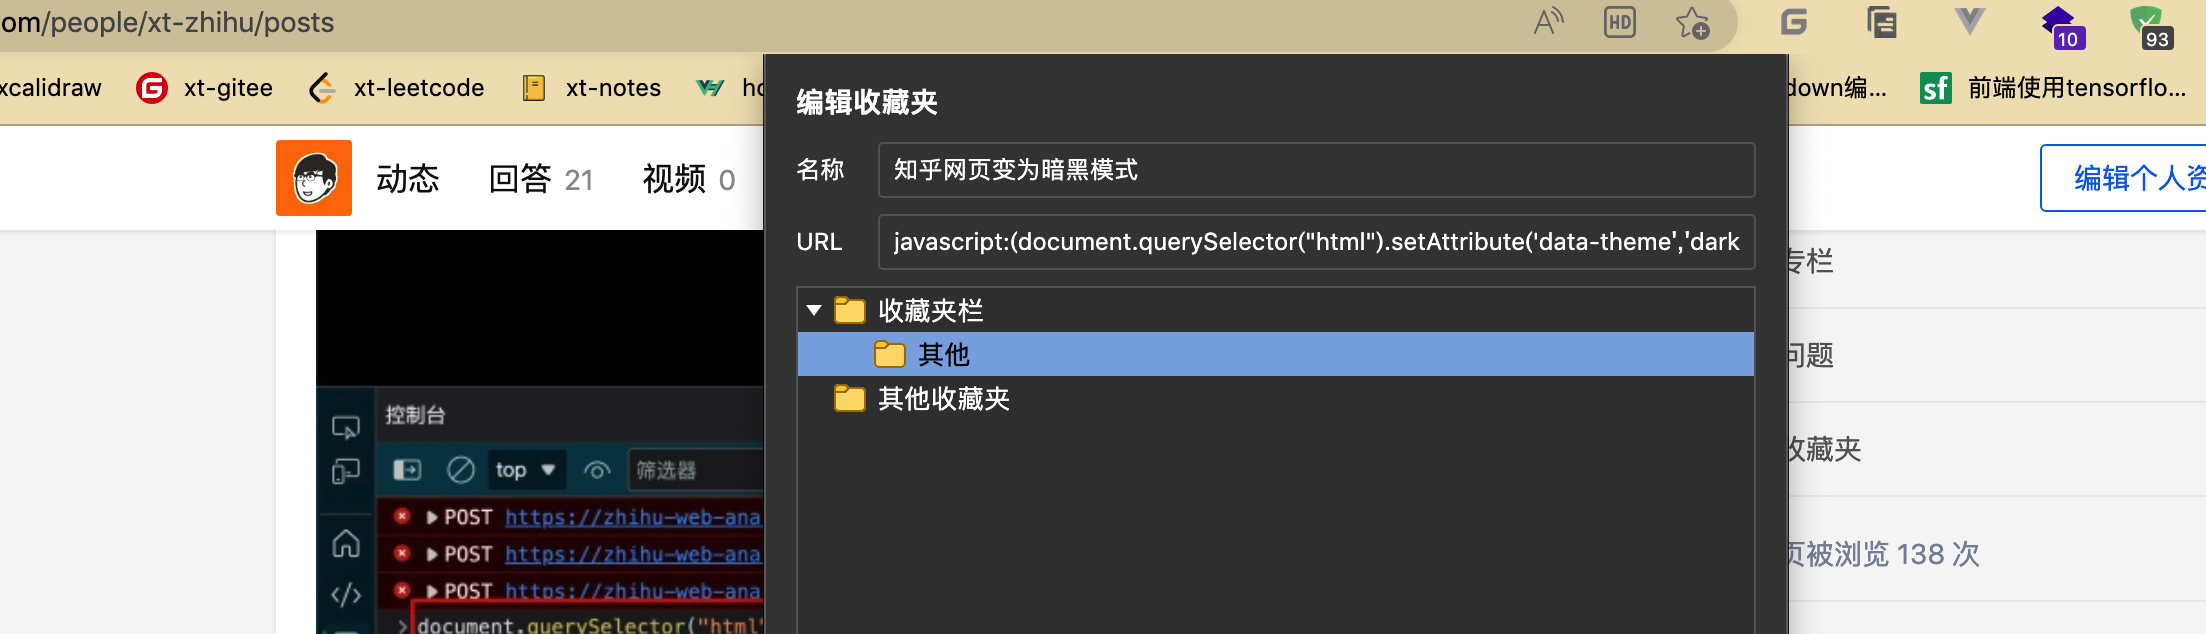 om/people/xt-zhihu/posts
HD
10
93
xcalidraw xt-gitee xt-leetcode xt-notes
down编... sf 前端使用tensorflo...
编辑收藏夹
名称 知乎网页变为暗黑模式
动态 回答 21 视频 0
编辑个人资
URL javascript:(document.querySelector("html").setAttribute('data-theme','dark
收藏夹栏
其他
其他收藏夹
专栏
问题
收藏夹
页被浏览 138 次
控制台
top 筛选器
POST https://zhihu-web-ana
POST https://zhihu-web-ana
POST https://zhihu-web-ana
document.querySelector("html"